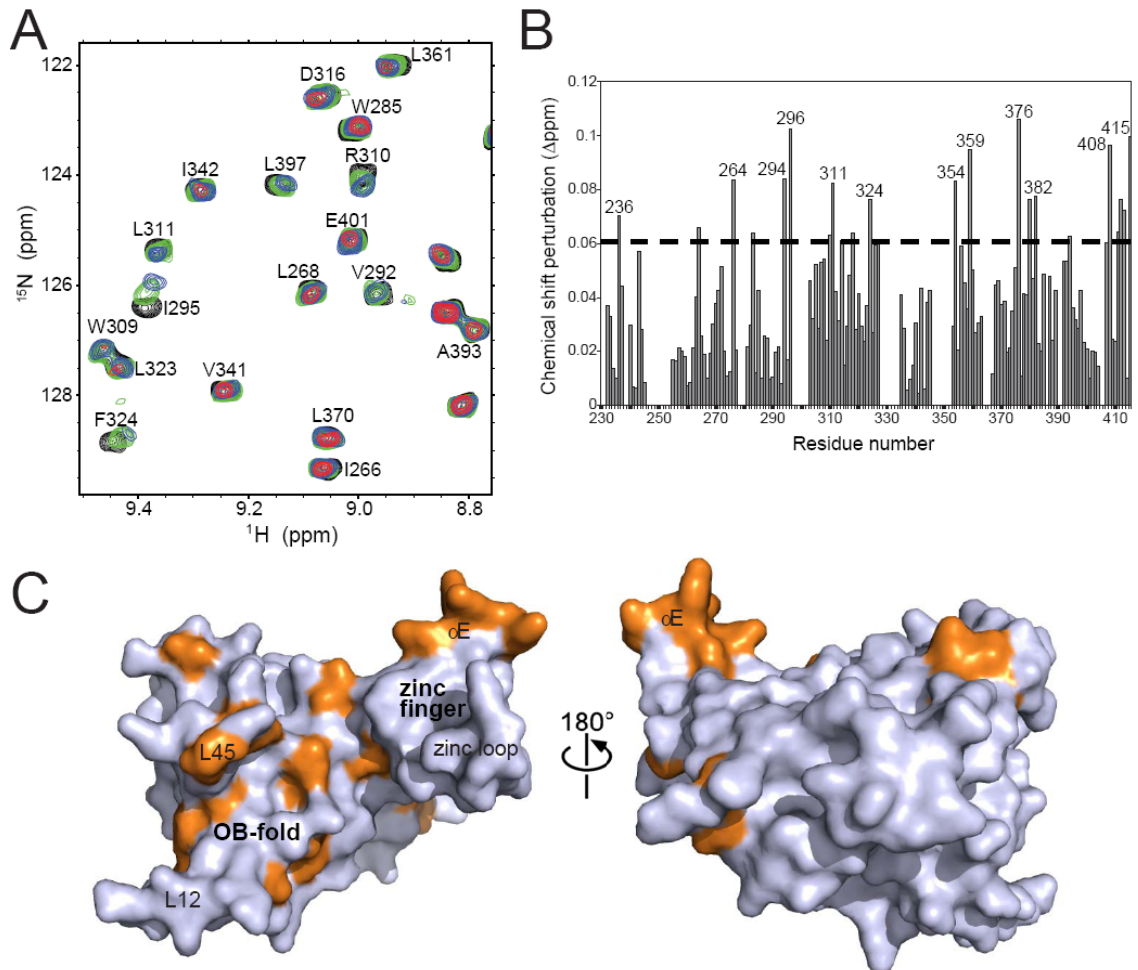 A
122
124
126
128
¹⁵N (ppm)
L361
D316
W285
I342
L397
R310
L311
E401
L268
V292
I295
W309
L323
A393
V341
F324
L370
I266
9.4
9.2
9.0
8.8
¹H (ppm)
B
0.12
0.1
0.08
0.06
0.04
0.02
0
Chemical shift perturbation (Δppm)
236
264
294
296
311
324
354
359
376
382
408
415
230
250
270
290
310
330
350
370
390
410
Residue number
C
αE
zinc
finger
zinc loop
L45
OB-fold
L12
180°
αE